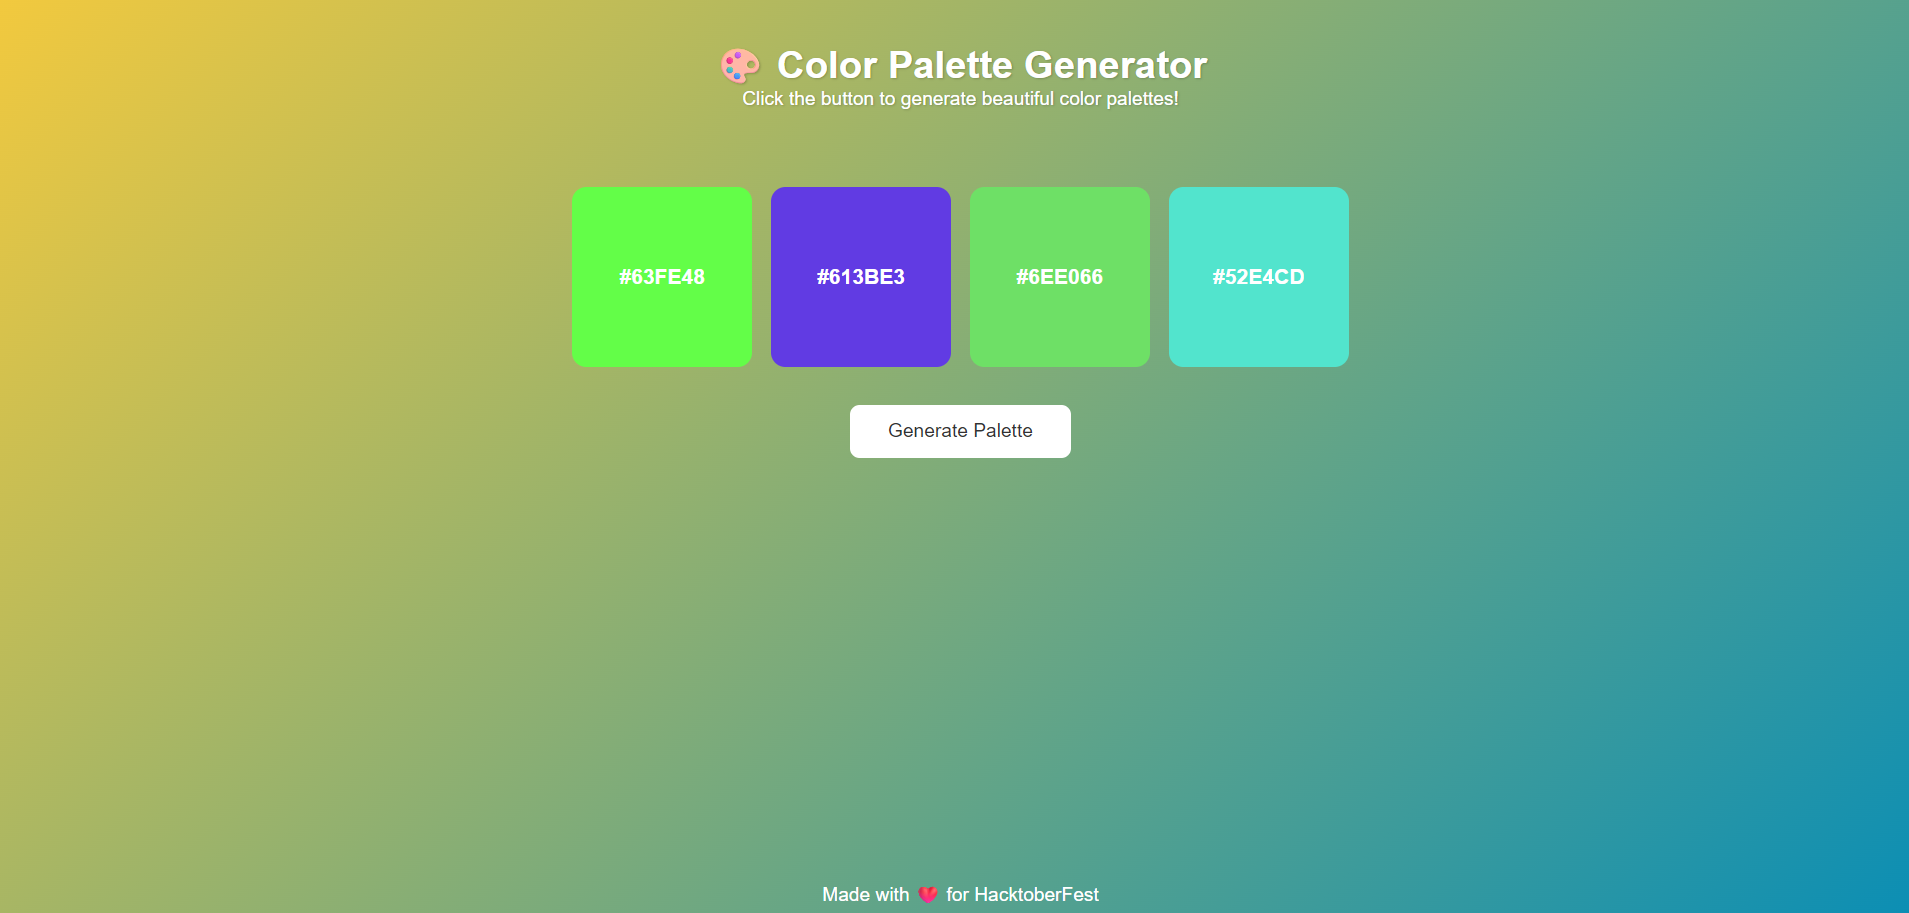 🎨 Color Palette Generator
Click the button to generate beautiful color palettes!
#63FE48
#613BE3
#6EE066
#52E4CD
Generate Palette
Made with 💖 for HacktoberFest